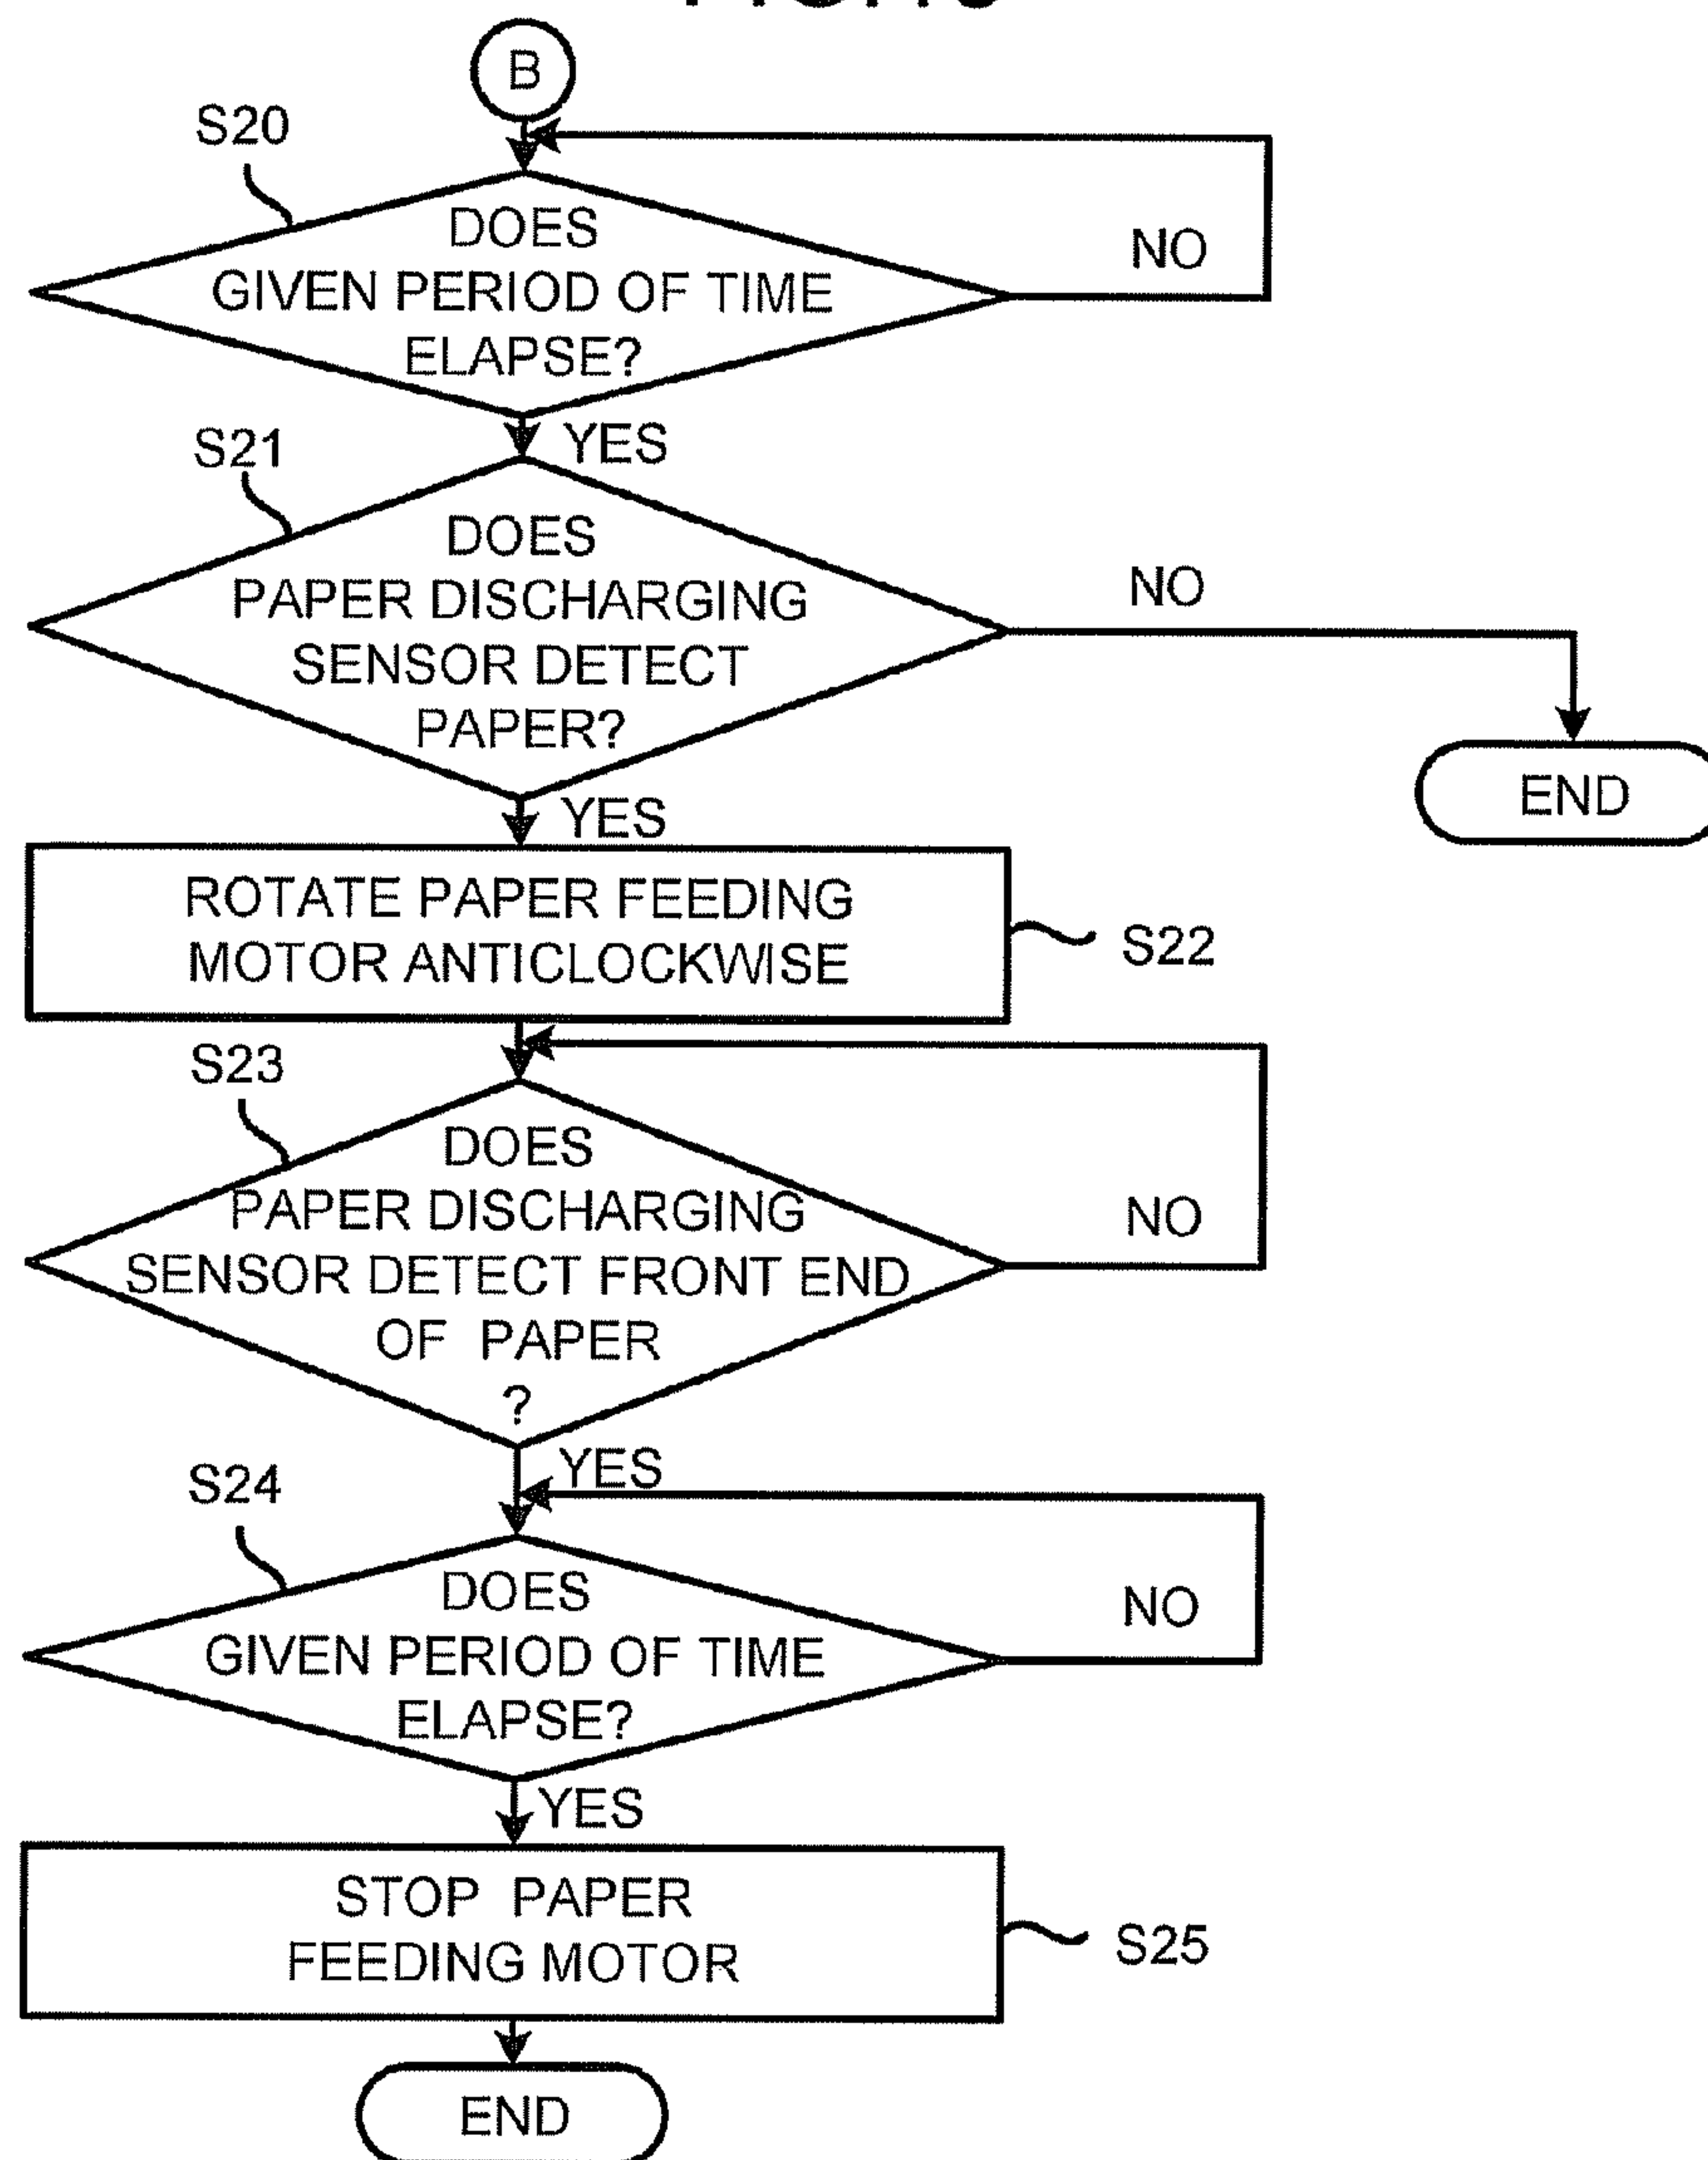 B
S20
DOES
GIVEN PERIOD OF TIME
ELAPSE?
NO
YES
S21
DOES
PAPER DISCHARGING
SENSOR DETECT
PAPER?
NO
END
YES
ROTATE PAPER FEEDING
MOTOR ANTICLOCKWISE
S22
S23
DOES
PAPER DISCHARGING
SENSOR DETECT FRONT END
OF PAPER
?
NO
YES
S24
DOES
GIVEN PERIOD OF TIME
ELAPSE?
NO
YES
STOP PAPER
FEEDING MOTOR
S25
END